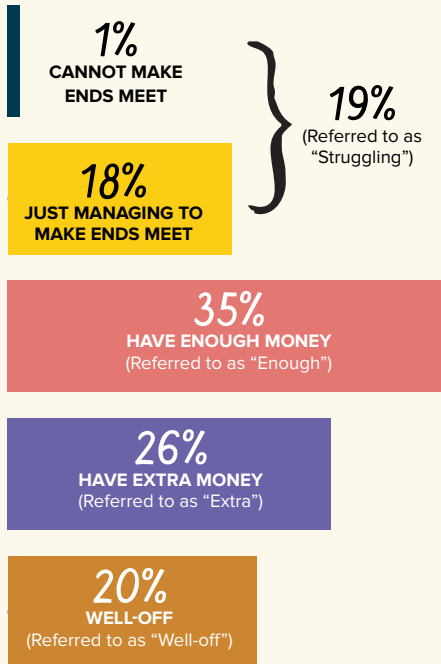 1%
CANNOT MAKE
ENDS MEET
19%
(Referred to as
“Struggling”)
18%
JUST MANAGING TO
MAKE ENDS MEET
35%
HAVE ENOUGH MONEY
(Referred to as “Enough”)
26%
HAVE EXTRA MONEY
(Referred to as “Extra”)
20%
WELL-OFF
(Referred to as “Well-off”)